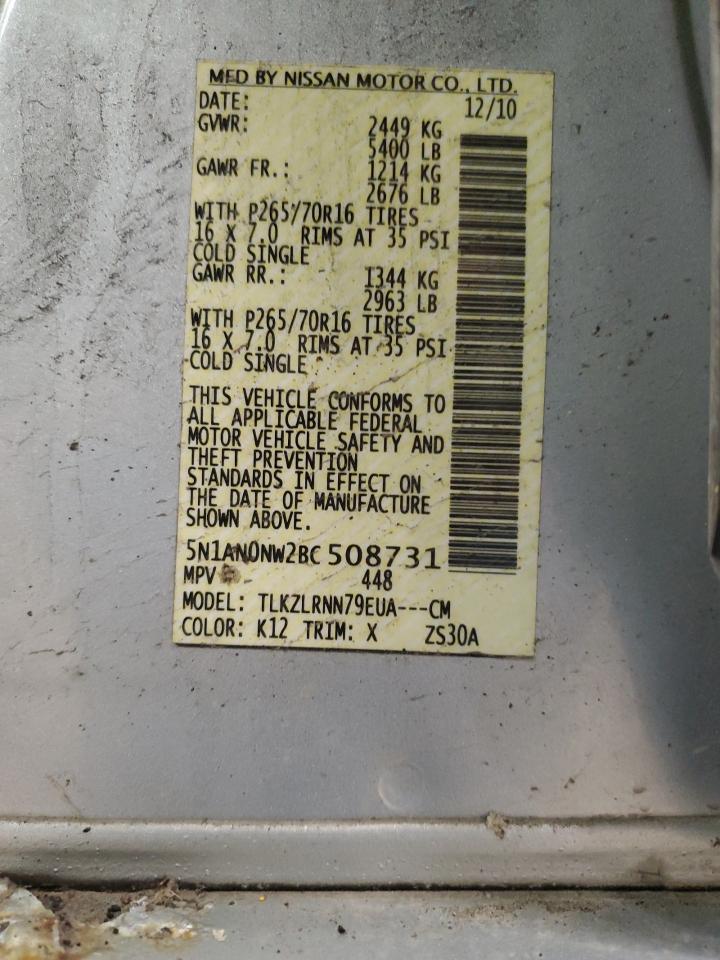 MFD BY NISSAN MOTOR CO., LTD.
DATE: 12/10
GVWR: 2449 KG
5400 LB
GAWR FR.: 1214 KG
2676 LB
WITH P265/70R16 TIRES
16 X 7.0 RIMS AT 35 PSI
COLD SINGLE
GAWR RR.: 1344 KG
2963 LB
WITH P265/70R16 TIRES
16 X 7.0 RIMS AT 35 PSI
COLD SINGLE
THIS VEHICLE CONFORMS TO
ALL APPLICABLE FEDERAL
MOTOR VEHICLE SAFETY AND
THEFT PREVENTION
STANDARDS IN EFFECT ON
THE DATE OF MANUFACTURE
SHOWN ABOVE.
5N1AN0NW2BC508731
MPV 448
MODEL: TLKZLRNN79EUA---CM
COLOR: K12 TRIM: X ZS30A